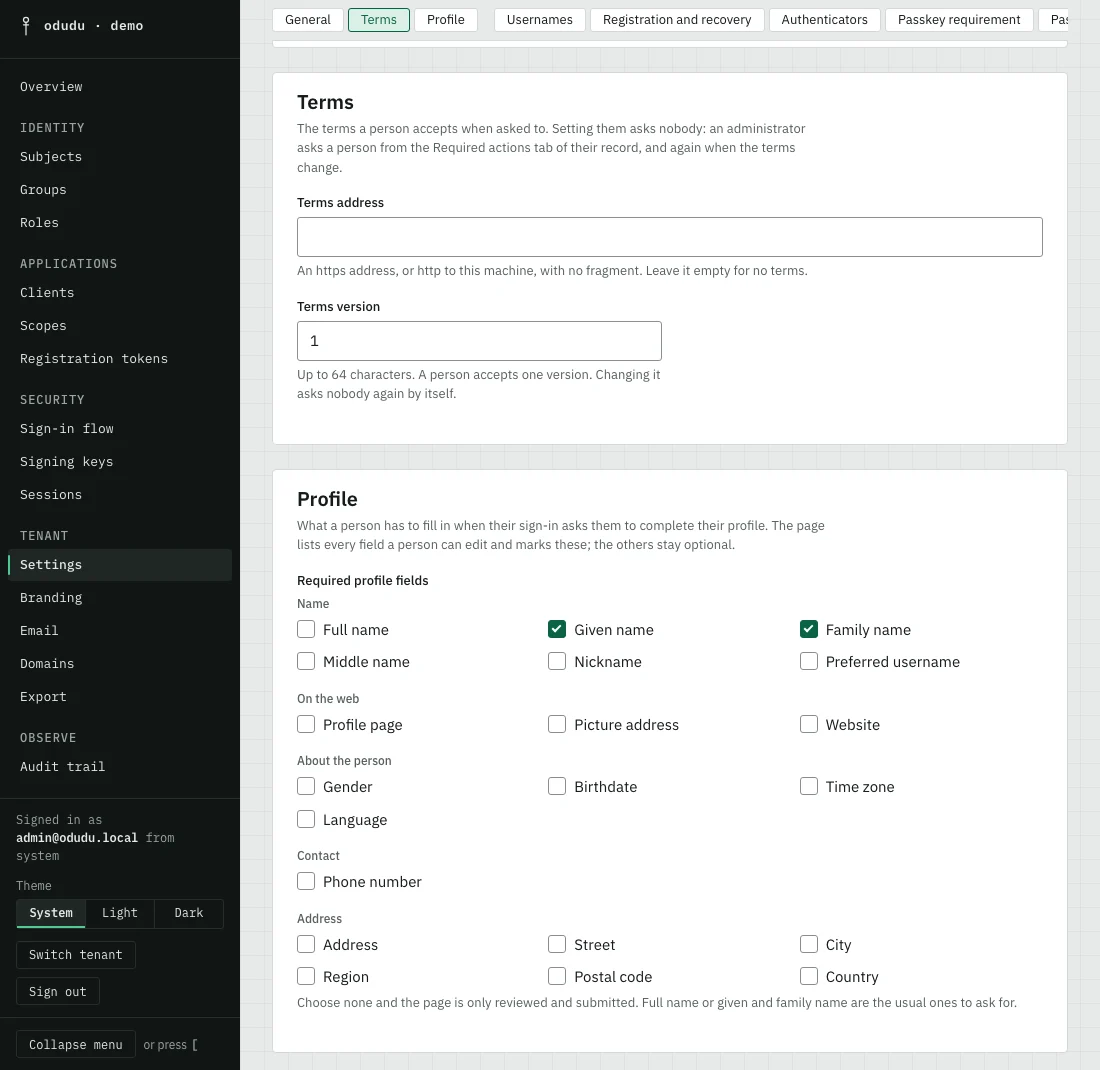 odudu · demo
Overview
IDENTITY
Subjects
Groups
Roles
APPLICATIONS
Clients
Scopes
Registration tokens
SECURITY
Sign-in flow
Signing keys
Sessions
TENANT
Settings
Branding
Email
Domains
Export
OBSERVE
Audit trail
Signed in as
admin@odudu.local from
system
Theme
System Light Dark
Switch tenant
Sign out
Collapse menu or press [
General Terms Profile Usernames Registration and recovery Authenticators Passkey requirement Pas
Terms
The terms a person accepts when asked to. Setting them asks nobody: an administrator
asks a person from the Required actions tab of their record, and again when the terms
change.
Terms address
An https address, or http to this machine, with no fragment. Leave it empty for no terms.
Terms version
1
Up to 64 characters. A person accepts one version. Changing it
asks nobody again by itself.
Profile
What a person has to fill in when their sign-in asks them to complete their profile. The page
lists every field a person can edit and marks these; the others stay optional.
Required profile fields
Name
Full name Given name Family name
Middle name Nickname Preferred username
On the web
Profile page Picture address Website
About the person
Gender Birthdate Time zone
Language
Contact
Phone number
Address
Address Street City
Region Postal code Country
Choose none and the page is only reviewed and submitted. Full name or given and family name are the usual ones to ask for.